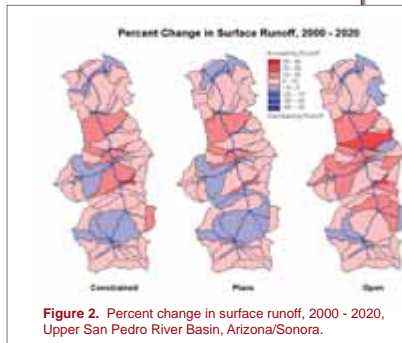 Percent Change in Surface Runoff, 2000 - 2020
Increasing Runoff
Decreasing Runoff
Constrained
Plans
Open
Figure 2. Percent change in surface runoff, 2000 - 2020,
Upper San Pedro River Basin, Arizona/Sonora.